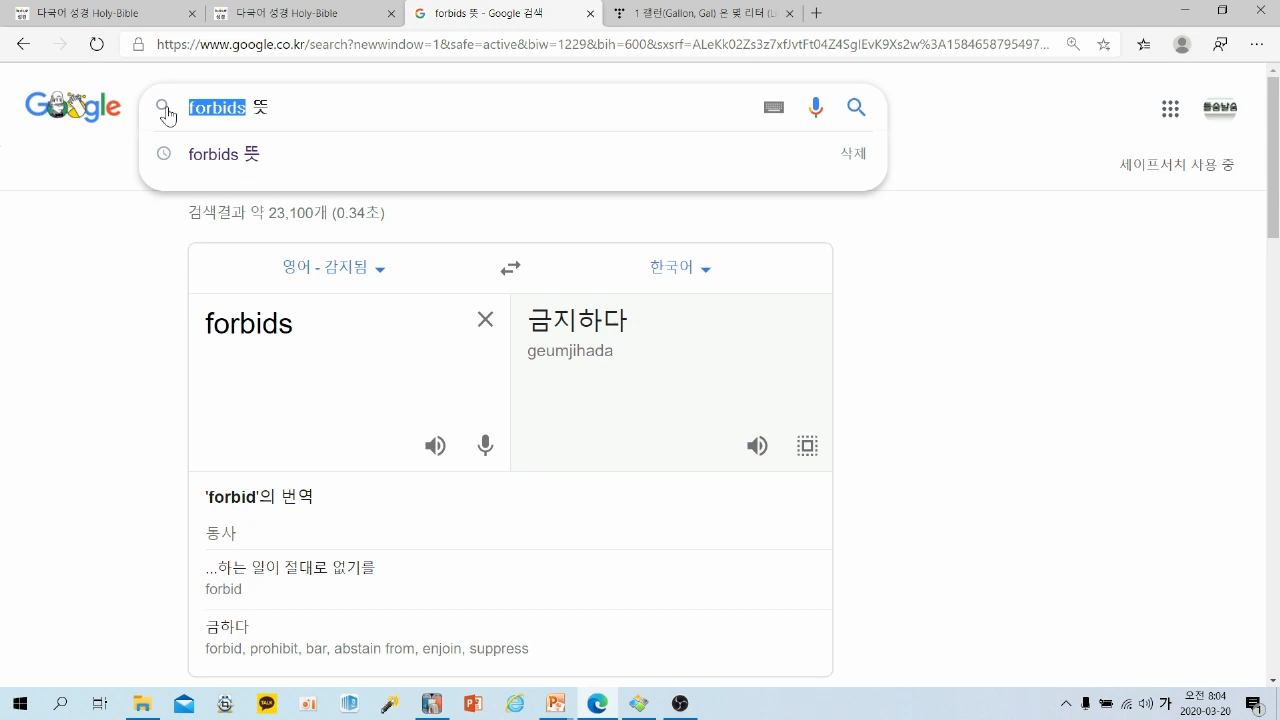 다국어 성경 Holy-Bible
다국어 성경 Holy-Bible
forbids 뜻 - Google 검색
1 갤런(Gallon, Gal) 은 몇 리터 (Li
https://www.google.co.kr/search?newwindow=1&safe=active&biw=1229&bih=600&sxsrf=ALeKk02Zs3z7xfJvtFt04Z4SgIEvK9Xs2w%3A1584658795497...
Google
forbids 뜻
forbids 뜻
삭제
세이프서치 사용 중
검색결과 약 23,100개 (0.34초)
영어 - 감지됨
한국어
forbids
금지하다
geumjihada
'forbid'의 번역
동사
...하는 일이 절대로 없기를
forbid
금하다
forbid, prohibit, bar, abstain from, enjoin, suppress
TALK
가
오전 8:04
2020-03-20
1